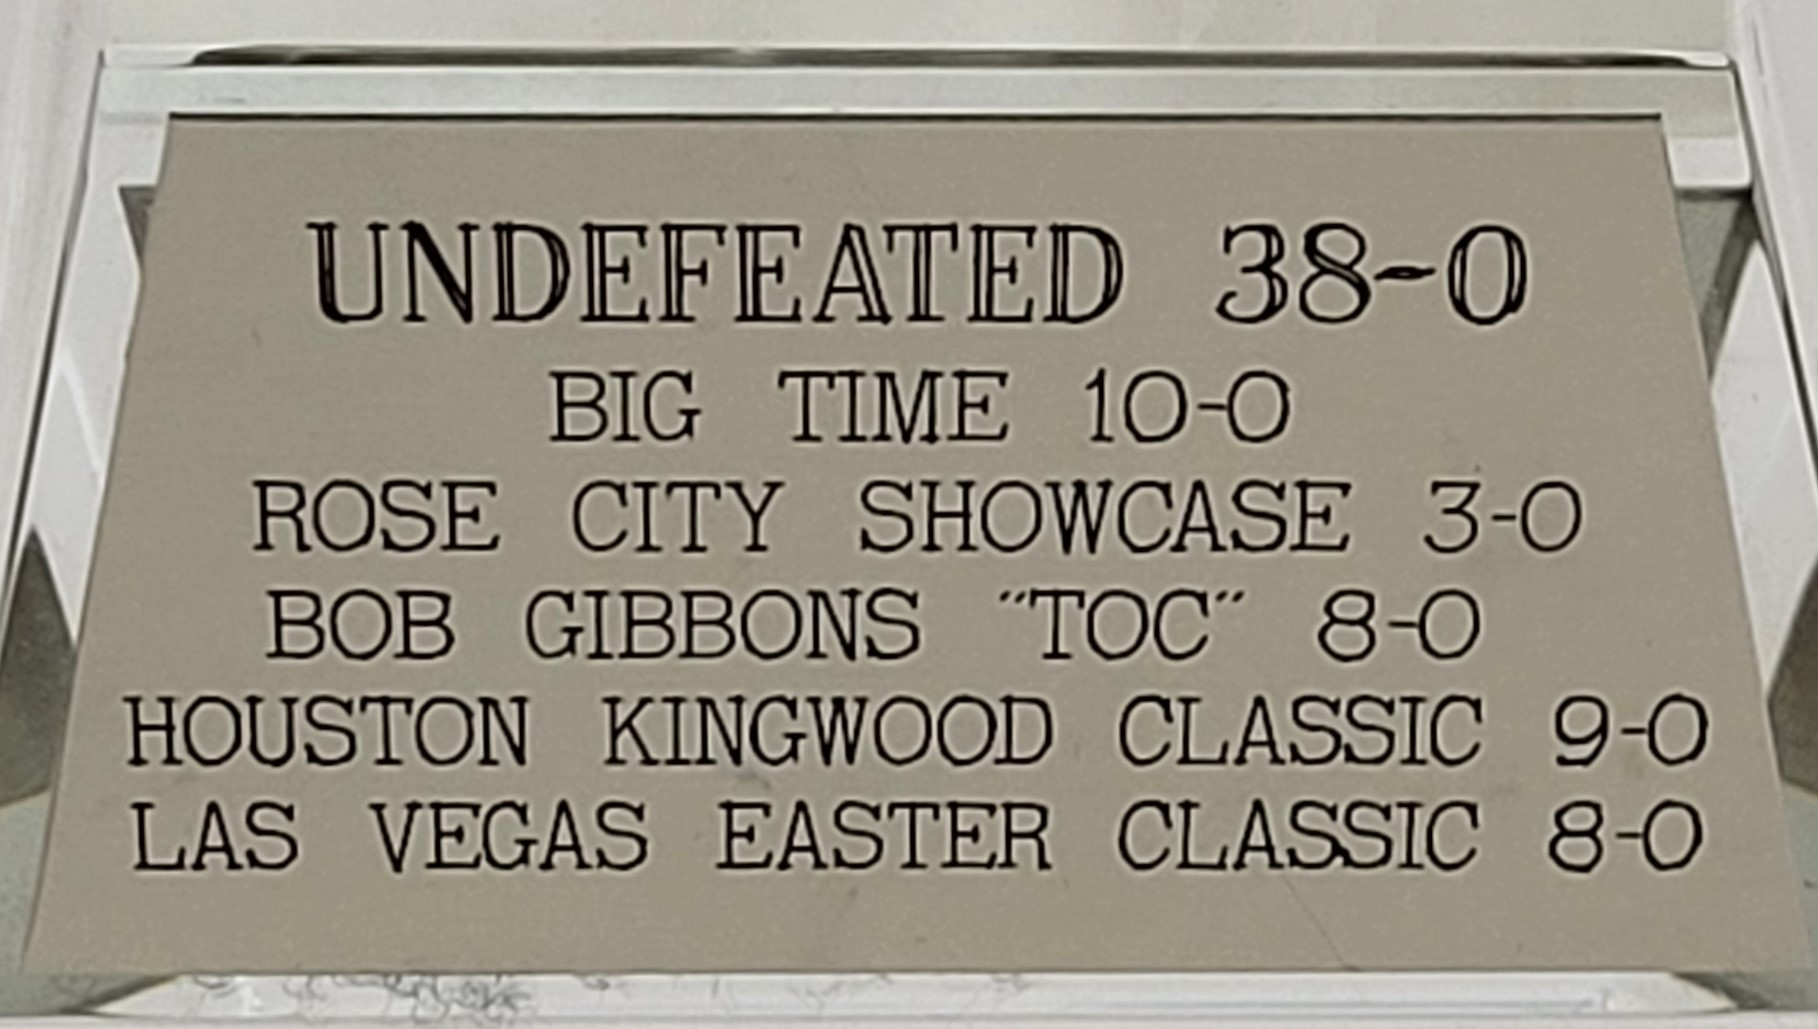 UNDEFEATED 38-0
BIG TIME 10-0
ROSE CITY SHOWCASE 3-0
BOB GIBBONS "TOC" 8-0
HOUSTON KINGWOOD CLASSIC 9-0
LAS VEGAS EASTER CLASSIC 8-0